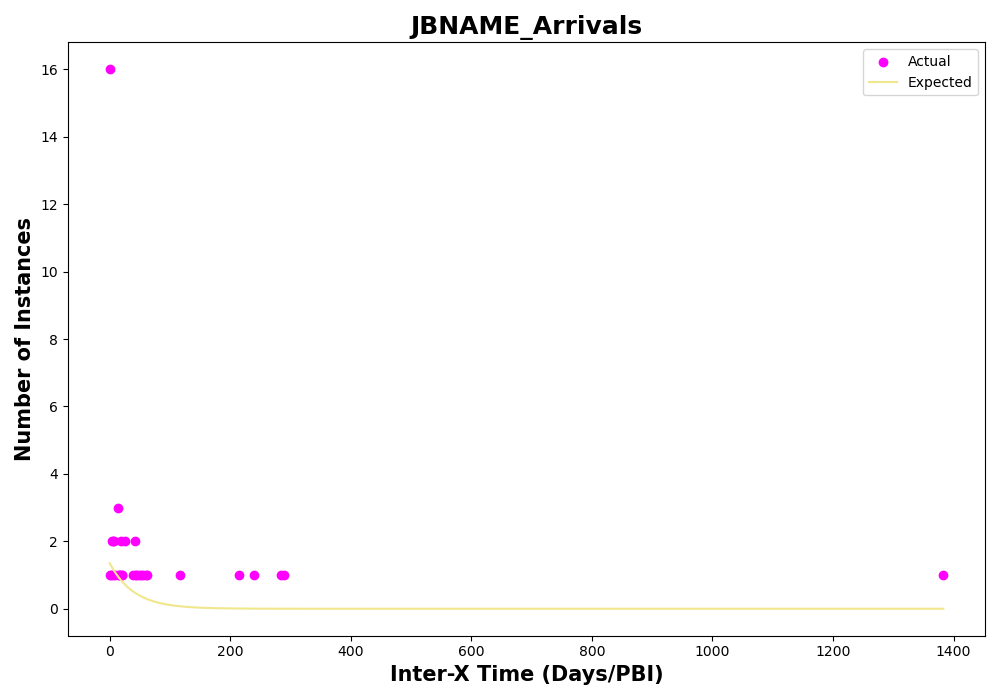 JBNAME_Arrivals
Actual
Expected
Number of Instances
16
14
12
10
8
6
4
2
0
0 200 400 600 800 1000 1200 1400
Inter-X Time (Days/PBI)